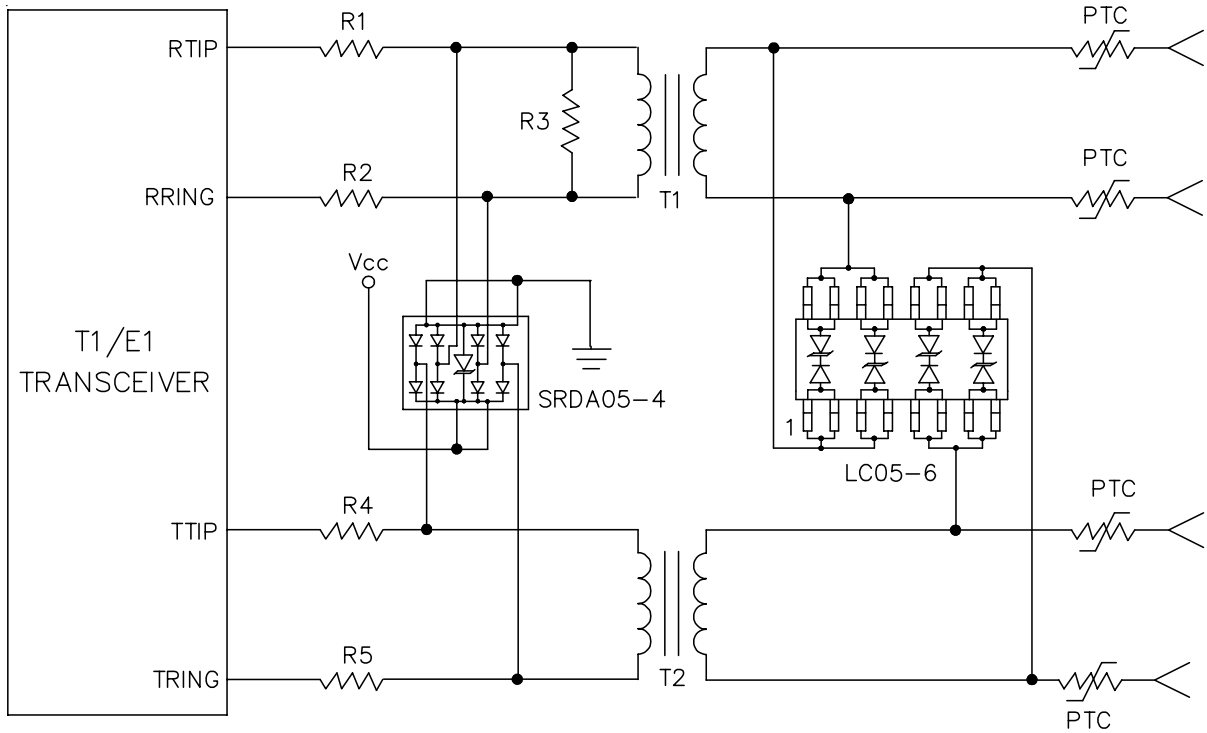 PTC
R1
RTIP
R3
PTC
R2
RRING
T1
Vcc
T1/E1
TRANSCEIVER
SRDA05-4
1
LC05-6
PTC
R4
TTIP
R5
TRING
T2
PTC